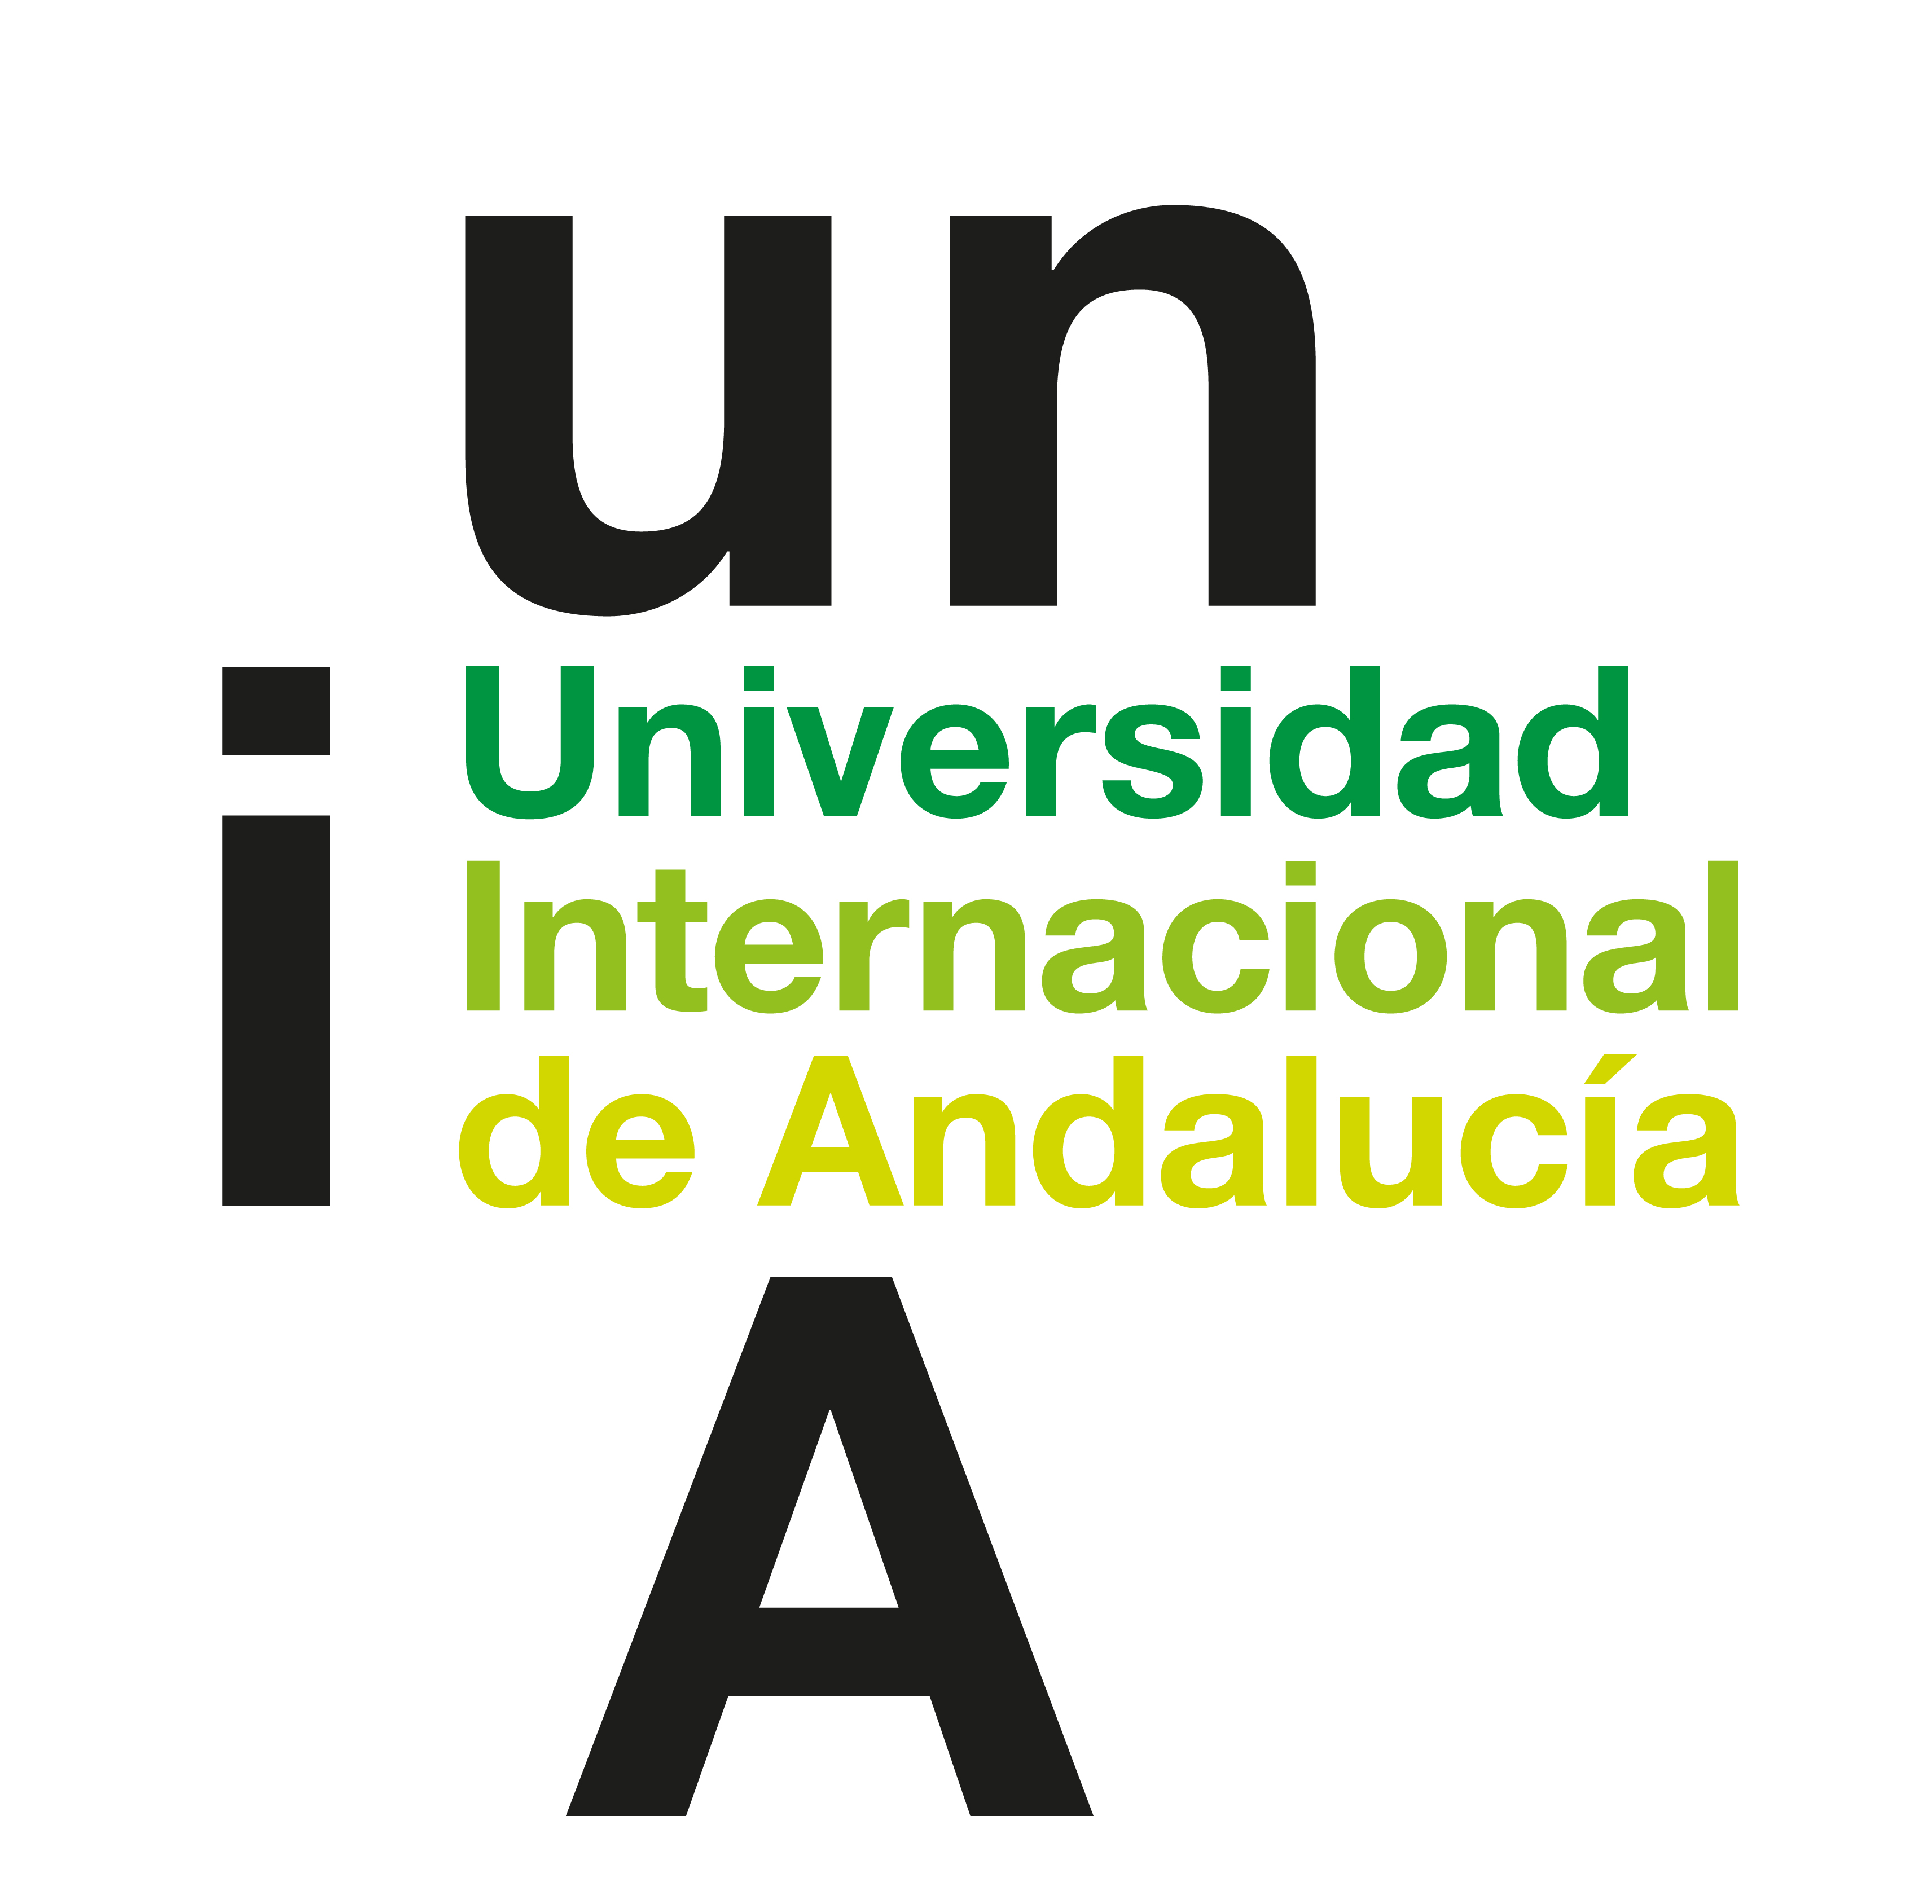 un
i
Universidad
Internacional
de Andalucía
A